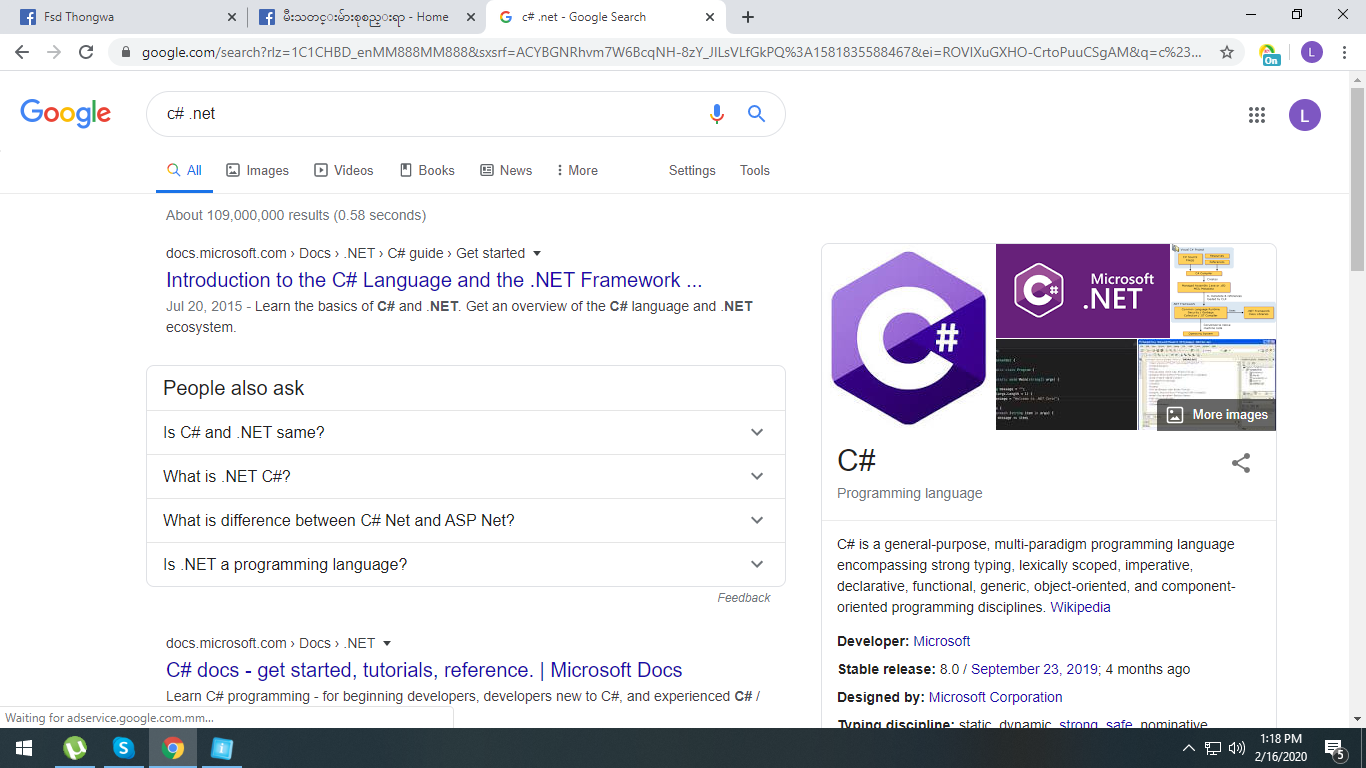 Fsd Thongwa
မီးသတင္းမ်ားစုစည္းရာ - Home
c# .net - Google Search
google.com/search?rlz=1C1CHBD_enMM888MM888&sxsrf=ACYBGNRhvm7W6BcqNH-8zY_JILsVLfGkPQ%3A1581835588467&ei=ROVIXuGXHO-CrtoPuuCSgAM&q=c%23...
On
L
Google
c# .net
L
All
Images
Videos
Books
News
More
Settings
Tools
About 109,000,000 results (0.58 seconds)
docs.microsoft.com › Docs › .NET › C# guide › Get started
Introduction to the C# Language and the .NET Framework ...
Jul 20, 2015 - Learn the basics of C# and .NET. Get an overview of the C# language and .NET
ecosystem.
People also ask
Is C# and .NET same?
What is .NET C#?
What is difference between C# Net and ASP Net?
Is .NET a programming language?
Feedback
docs.microsoft.com › Docs › .NET
C# docs - get started, tutorials, reference. | Microsoft Docs
Learn C# programming - for beginning developers, developers new to C#, and experienced C# /
C#
C#
Microsoft
.NET
More images
C#
Programming language
C# is a general-purpose, multi-paradigm programming language
encompassing strong typing, lexically scoped, imperative,
declarative, functional, generic, object-oriented, and component-
oriented programming disciplines. Wikipedia
Developer: Microsoft
Stable release: 8.0 / September 23, 2019; 4 months ago
Designed by: Microsoft Corporation
Typing discipline: static, dynamic, strong, safe, nominative
Waiting for adservice.google.com.mm...
1:18 PM
2/16/2020
5